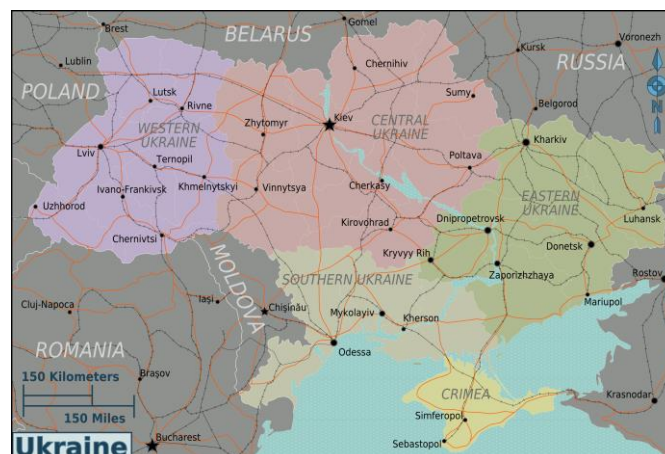 Brest
BELARUS
Gomel
Voronezh
Kursk
RUSSIA
Lublin
POLAND
Chernihiv
Lutsk
Rivne
Sumy
Belgorod
N
Kiev
WESTERN
UKRAINE
Zhytomyr
CENTRAL
UKRAINE
Kharkiv
Lviv
Ternopil
Poltava
Khmelnytskyi
Ivano-Frankivsk
Vinnytsya
Cherkasy
EASTERN
UKRAINE
Uzhhorod
Luhansk
Chernivtsi
Kirovohrad
Dnipropetrovsk
Donetsk
MOLDOVA
Kryvyy Rih
SOUTHERN UKRAINE
Zaporizhzhaya
Rostov
Cluj-Napoca
Iași
Chișinău
Mykolayiv
Kherson
Mariupol
ROMANIA
Odessa
150 Kilometers
Brașov
CRIMEA
Krasnodar
150 Miles
Simferopol
Ukraine
Bucharest
Sebastopol